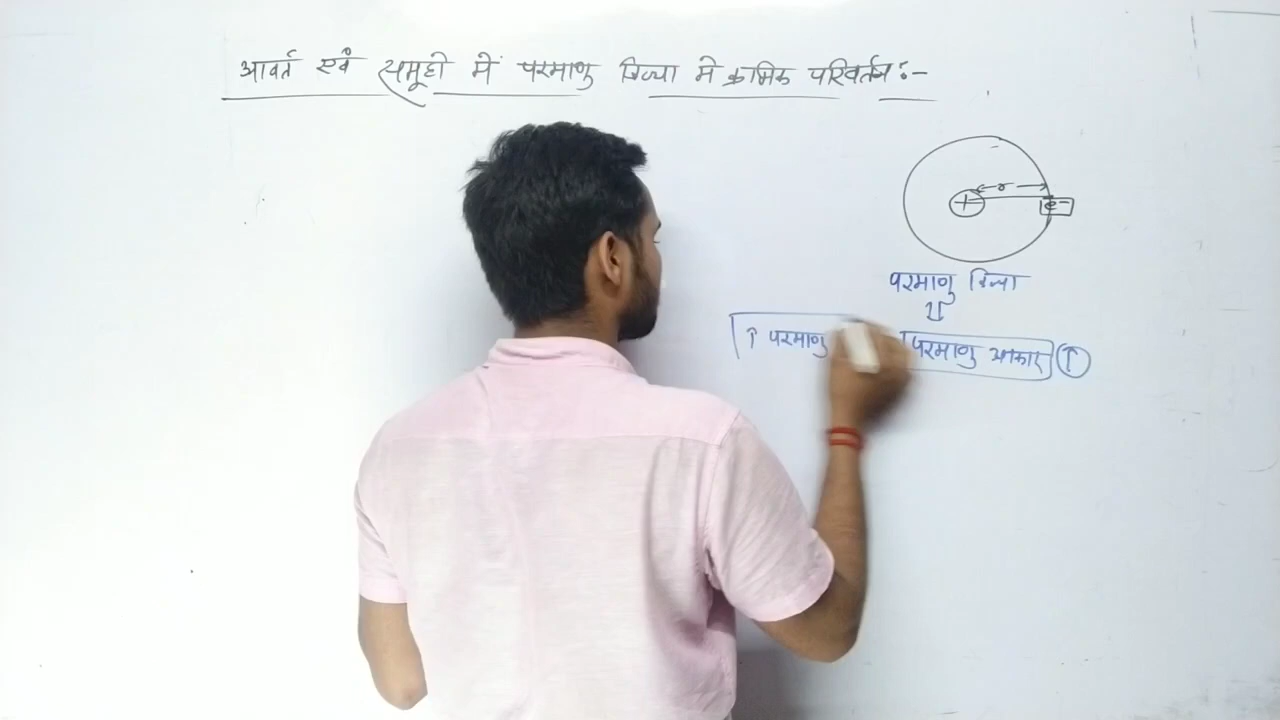 आवर्त एवं समूहो में परमाणु त्रिज्या मे क्रमिक परिवर्तन :-
+ r e-
परमाणु त्रिज्या
⇓
↑ परमाणु परमाणु आकार ↑